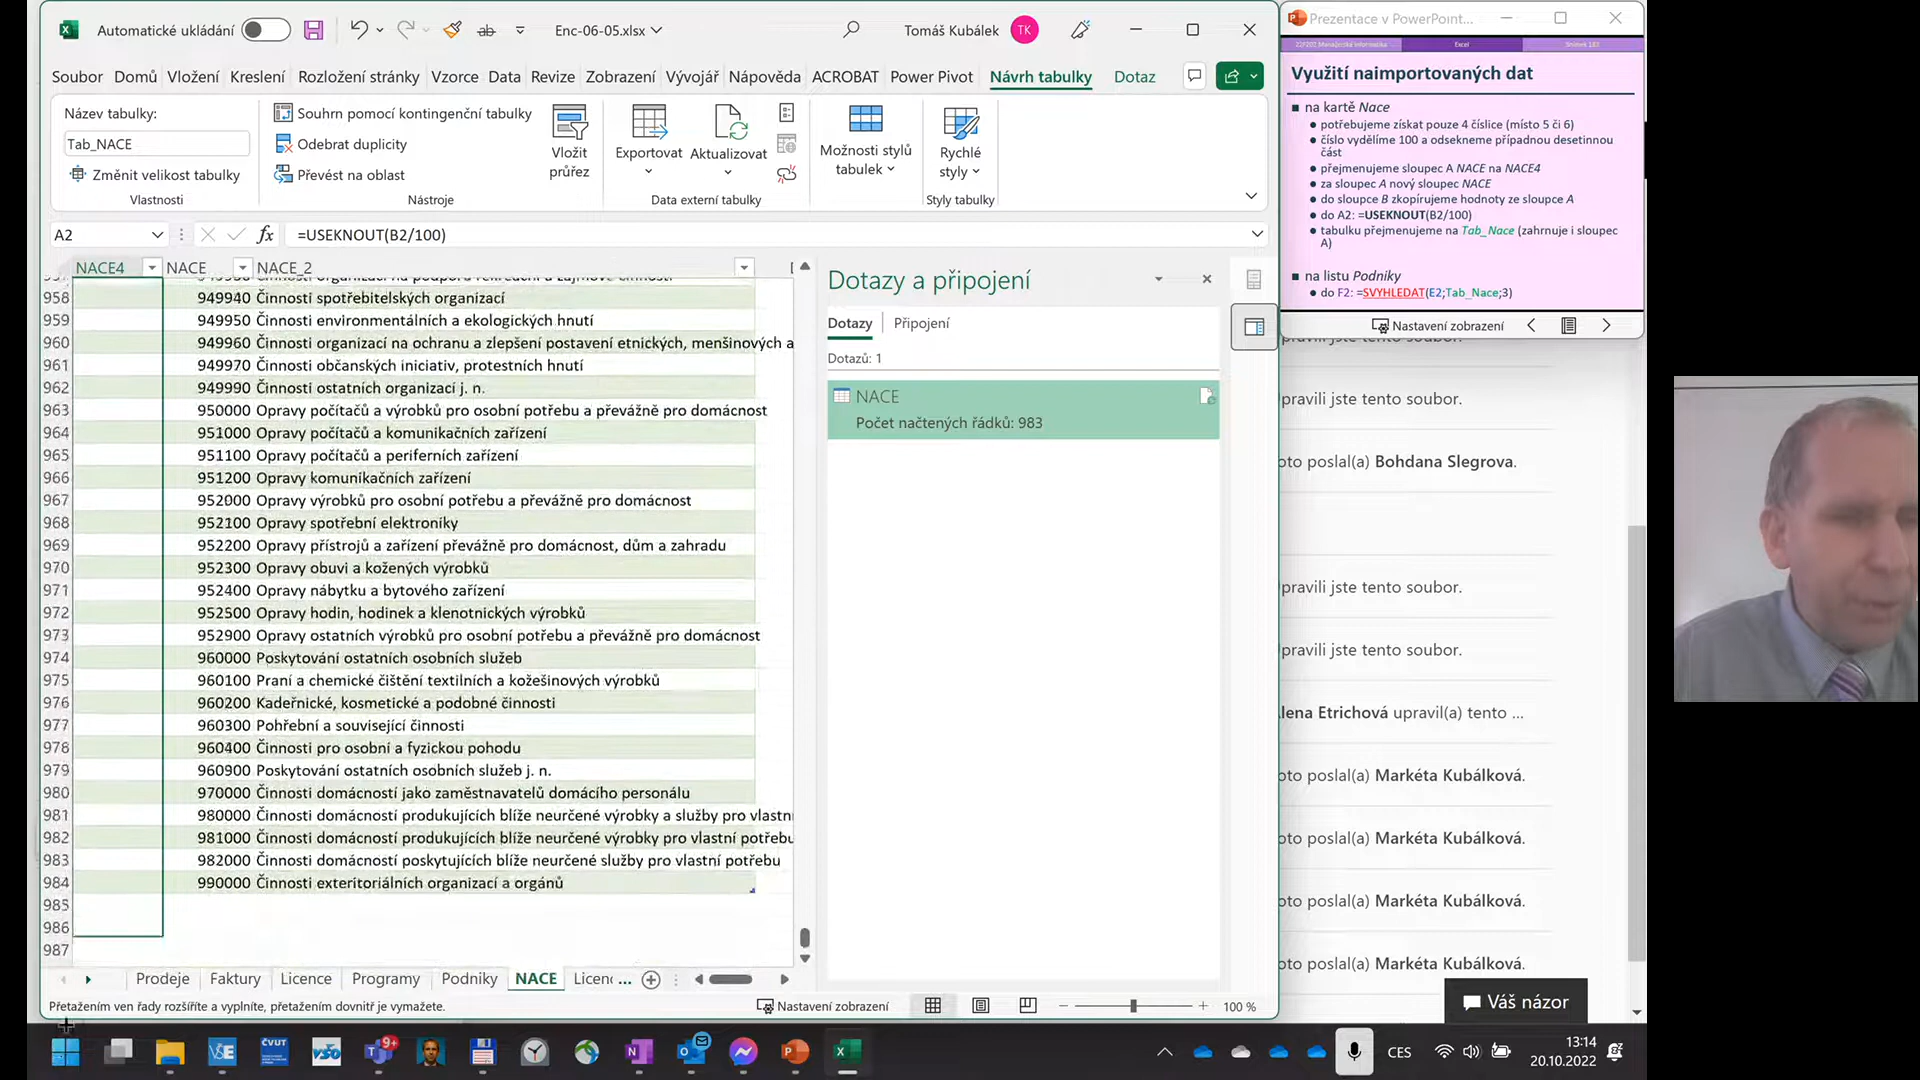 Automatické ukládání
Enc-06-05.xlsx
Tomáš Kubálek
TK
Soubor Domů Vložení Kreslení Rozložení stránky Vzorce Data Revize Zobrazení Vývojář Nápověda ACROBAT Power Pivot Návrh tabulky Dotaz
Název tabulky:
Tab_NACE
Změnit velikost tabulky
Vlastnosti
Souhrn pomocí kontingenční tabulky
Odebrat duplicity
Převést na oblast
Nástroje
Vložit průřez
Exportovat
Aktualizovat
Data externí tabulky
Možnosti stylů tabulek
Rychlé styly
Styly tabulky
A2
fx
=USEKNOUT(B2/100)
NACE4 NACE NACE_2
958 949940 Činnosti spotřebitelských organizací
959 949950 Činnosti environmentálních a ekologických hnutí
960 949960 Činnosti organizací na ochranu a zlepšení postavení etnických, menšinových a
961 949970 Činnosti občanských iniciativ, protestních hnutí
962 949990 Činnosti ostatních organizací j. n.
963 950000 Opravy počítačů a výrobků pro osobní potřebu a převážně pro domácnost
964 951000 Opravy počítačů a komunikačních zařízení
965 951100 Opravy počítačů a periferních zařízení
966 951200 Opravy komunikačních zařízení
967 952000 Opravy výrobků pro osobní potřebu a převážně pro domácnost
968 952100 Opravy spotřební elektroniky
969 952200 Opravy přístrojů a zařízení převážně pro domácnost, dům a zahradu
970 952300 Opravy obuvi a kožených výrobků
971 952400 Opravy nábytku a bytového zařízení
972 952500 Opravy hodin, hodinek a klenotnických výrobků
973 952900 Opravy ostatních výrobků pro osobní potřebu a převážně pro domácnost
974 960000 Poskytování ostatních osobních služeb
975 960100 Praní a chemické čištění textilních a kožešinových výrobků
976 960200 Kadeřnické, kosmetické a podobné činnosti
977 960300 Pohřební a související činnosti
978 960400 Činnosti pro osobní a fyzickou pohodu
979 960900 Poskytování ostatních osobních služeb j. n.
980 970000 Činnosti domácností jako zaměstnavatelů domácího personálu
981 980000 Činnosti domácností produkujících blíže neurčené výrobky a služby pro vlastn
982 981000 Činnosti domácností produkujících blíže neurčené výrobky pro vlastní potřebu
983 982000 Činnosti domácností poskytujících blíže neurčené služby pro vlastní potřebu
984 990000 Činnosti exteritoriálních organizací a orgánů
985
986
987
Prodeje Faktury Licence Programy Podniky NACE Licenc ...
Přetažením ven řady rozšíříte a vyplníte, přetažením dovnitř je vymažete.
Nastavení zobrazení
100 %
Dotazy a připojení
Dotazy Připojení
Dotazů: 1
NACE
Počet načtených řádků: 983
Prezentace v PowerPoint...
22F200 Manažerská informatika Excel
Využití naimportovaných dat
na kartě Nace
potřebujeme získat pouze 4 číslice (místo 5 či 6)
číslo vydělíme 100 a odsekneme případnou desetinnou
část
přejmenujeme sloupec A NACE na NACE4
za sloupec A nový sloupec NACE
do sloupce B zkopírujeme hodnoty ze sloupce A
do A2: =USEKNOUT(B2/100)
tabulku přejmenujeme na Tab_Nace (zahrnuje i sloupec
A)
na listu Podniky
do F2: =SVYHLEDAT(E2;Tab_Nace;3)
Nastavení zobrazení
pravili jste tento soubor.
pravili jste tento soubor.
oto poslal(a) Bohdana Slegrova.
pravili jste tento soubor.
pravili jste tento soubor.
lena Etrichová upravil(a) tento ...
oto poslal(a) Markéta Kubálková.
oto poslal(a) Markéta Kubálková.
oto poslal(a) Markéta Kubálková.
oto poslal(a) Markéta Kubálková.
Váš názor
VŠE
ČVUT
VŠO
9+
CES
13:14
20.10.2022